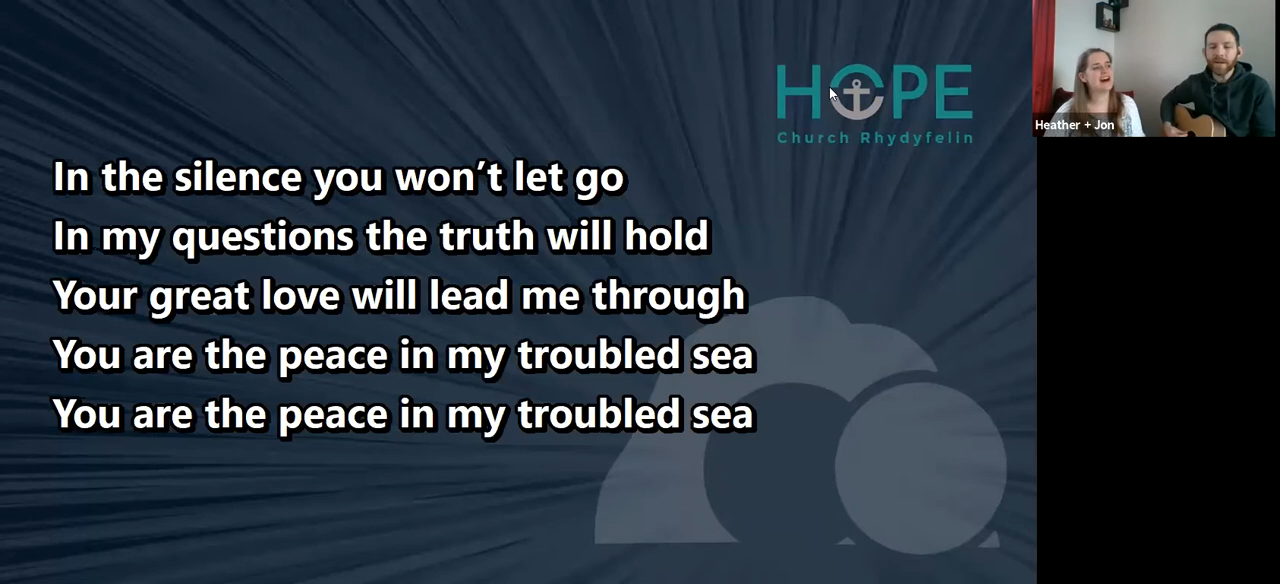 HOPE
Church Rhydyfelin
Heather + Jon
In the silence you won’t let go
In my questions the truth will hold
Your great love will lead me through
You are the peace in my troubled sea
You are the peace in my troubled sea